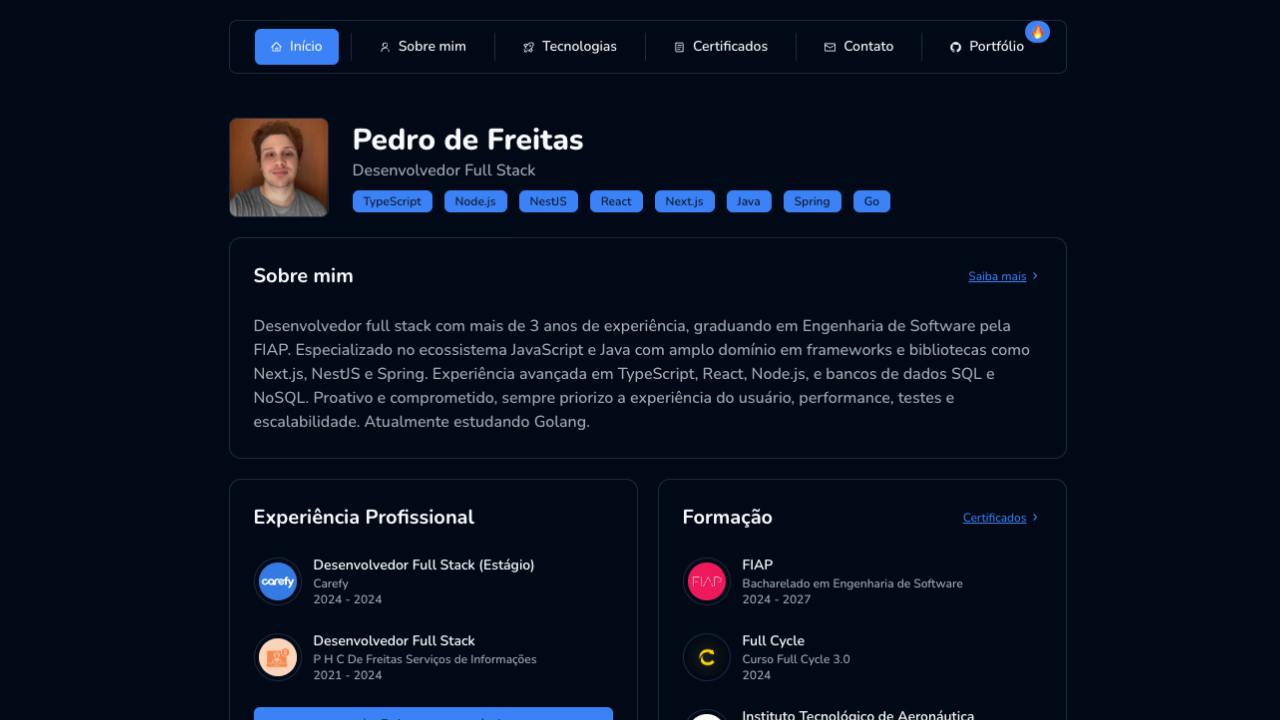 Início
Sobre mim
Tecnologias
Certificados
Contato
Portfólio
Pedro de Freitas
Desenvolvedor Full Stack
TypeScript
Node.js
NestJS
React
Next.js
Java
Spring
Go
Sobre mim
Saiba mais
Desenvolvedor full stack com mais de 3 anos de experiência, graduando em Engenharia de Software pela
FIAP. Especializado no ecossistema JavaScript e Java com amplo domínio em frameworks e bibliotecas como
Next.js, NestJS e Spring. Experiência avançada em TypeScript, React, Node.js, e bancos de dados SQL e
NoSQL. Proativo e comprometido, sempre priorizo a experiência do usuário, performance, testes e
escalabilidade. Atualmente estudando Golang.
Experiência Profissional
carefy
Desenvolvedor Full Stack (Estágio)
Carefy
2024 - 2024
Desenvolvedor Full Stack
P H C De Freitas Serviços de Informações
2021 - 2024
Formação
Certificados
FIAP
FIAP
Bacharelado em Engenharia de Software
2024 - 2027
Full Cycle
Curso Full Cycle 3.0
2024
Instituto Tecnológico de Aeronáutica